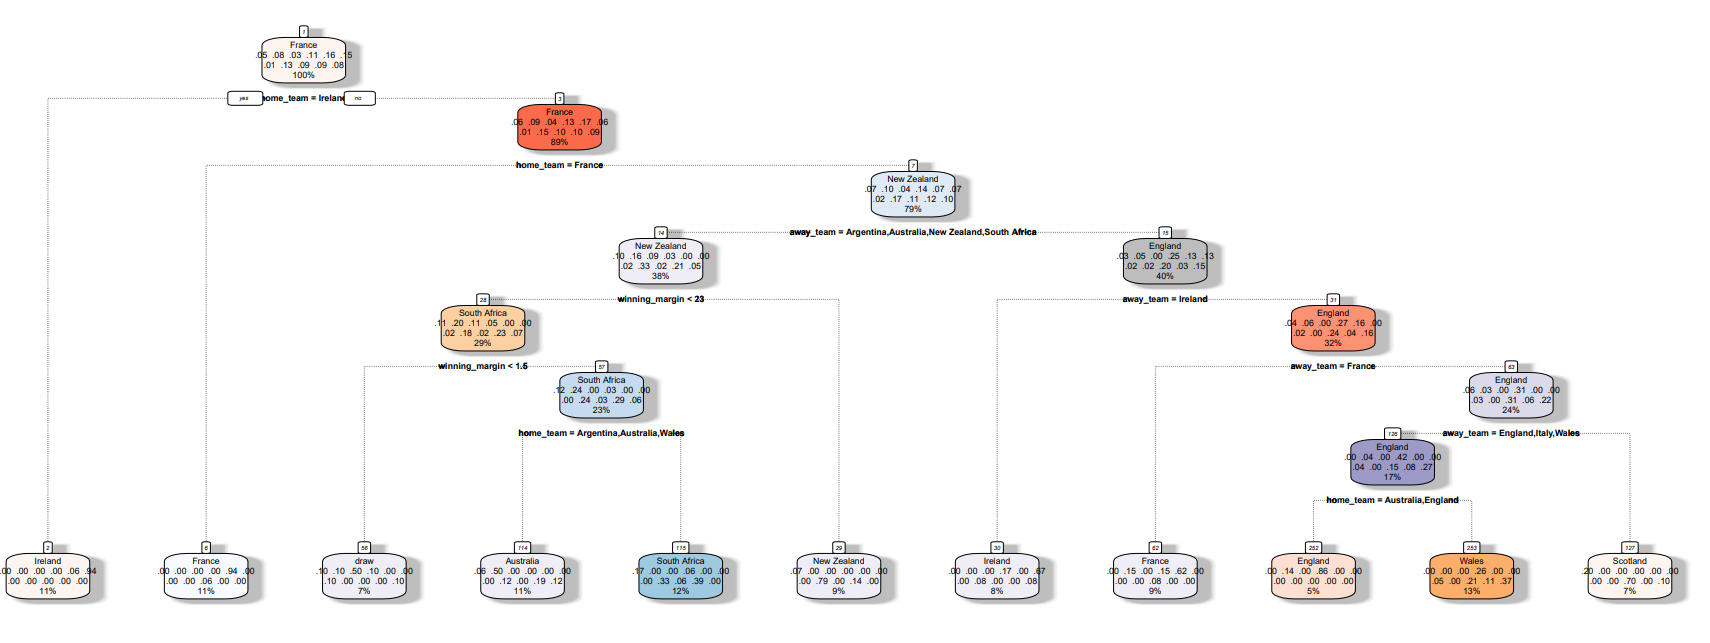 1
France
.05 .08 .03 .11 .16 .15
.01 .13 .09 .09 .08
100%
yes
home_team = Ireland
no
3
France
.06 .09 .04 .13 .17 .06
.01 .15 .10 .10 .09
89%
home_team = France
7
New Zealand
.07 .10 .04 .14 .07 .07
.02 .17 .11 .12 .10
79%
away_team = Argentina,Australia,New Zealand,South Africa
14
New Zealand
.10 .16 .09 .03 .00 .00
.02 .33 .02 .21 .05
38%
15
England
.03 .05 .00 .25 .13 .13
.02 .02 .20 .03 .15
40%
winning_margin < 23
away_team = Ireland
28
South Africa
.11 .20 .11 .05 .00 .00
.02 .18 .02 .23 .07
29%
31
England
.04 .06 .00 .27 .16 .00
.02 .00 .24 .04 .16
32%
winning_margin < 1.5
away_team = France
57
South Africa
.12 .24 .00 .03 .00 .00
.00 .24 .03 .29 .06
23%
63
England
.06 .03 .00 .31 .00 .00
.03 .00 .31 .06 .22
24%
home_team = Argentina,Australia,Wales
away_team = England,Italy,Wales
126
England
.00 .04 .00 .42 .00 .00
.04 .00 .15 .08 .27
17%
home_team = Australia,England
2
Ireland
.00 .00 .00 .00 .06 .94
.00 .00 .00 .00 .00
11%
6
France
.00 .00 .00 .00 .94 .00
.00 .00 .06 .00 .00
11%
56
draw
.10 .10 .50 .10 .00 .00
.10 .00 .00 .00 .10
7%
114
Australia
.06 .50 .00 .00 .00 .00
.00 .12 .00 .19 .12
11%
115
South Africa
.17 .00 .00 .06 .00 .00
.00 .33 .06 .39 .00
12%
29
New Zealand
.07 .00 .00 .00 .00 .00
.00 .79 .00 .14 .00
9%
30
Ireland
.00 .00 .00 .17 .00 .67
.00 .08 .00 .00 .08
8%
62
France
.00 .15 .00 .15 .62 .00
.00 .00 .08 .00 .00
9%
252
England
.00 .14 .00 .86 .00 .00
.00 .00 .00 .00 .00
5%
253
Wales
.00 .00 .00 .26 .00 .00
.05 .00 .21 .11 .37
13%
127
Scotland
.20 .00 .00 .00 .00 .00
.00 .00 .70 .00 .10
7%